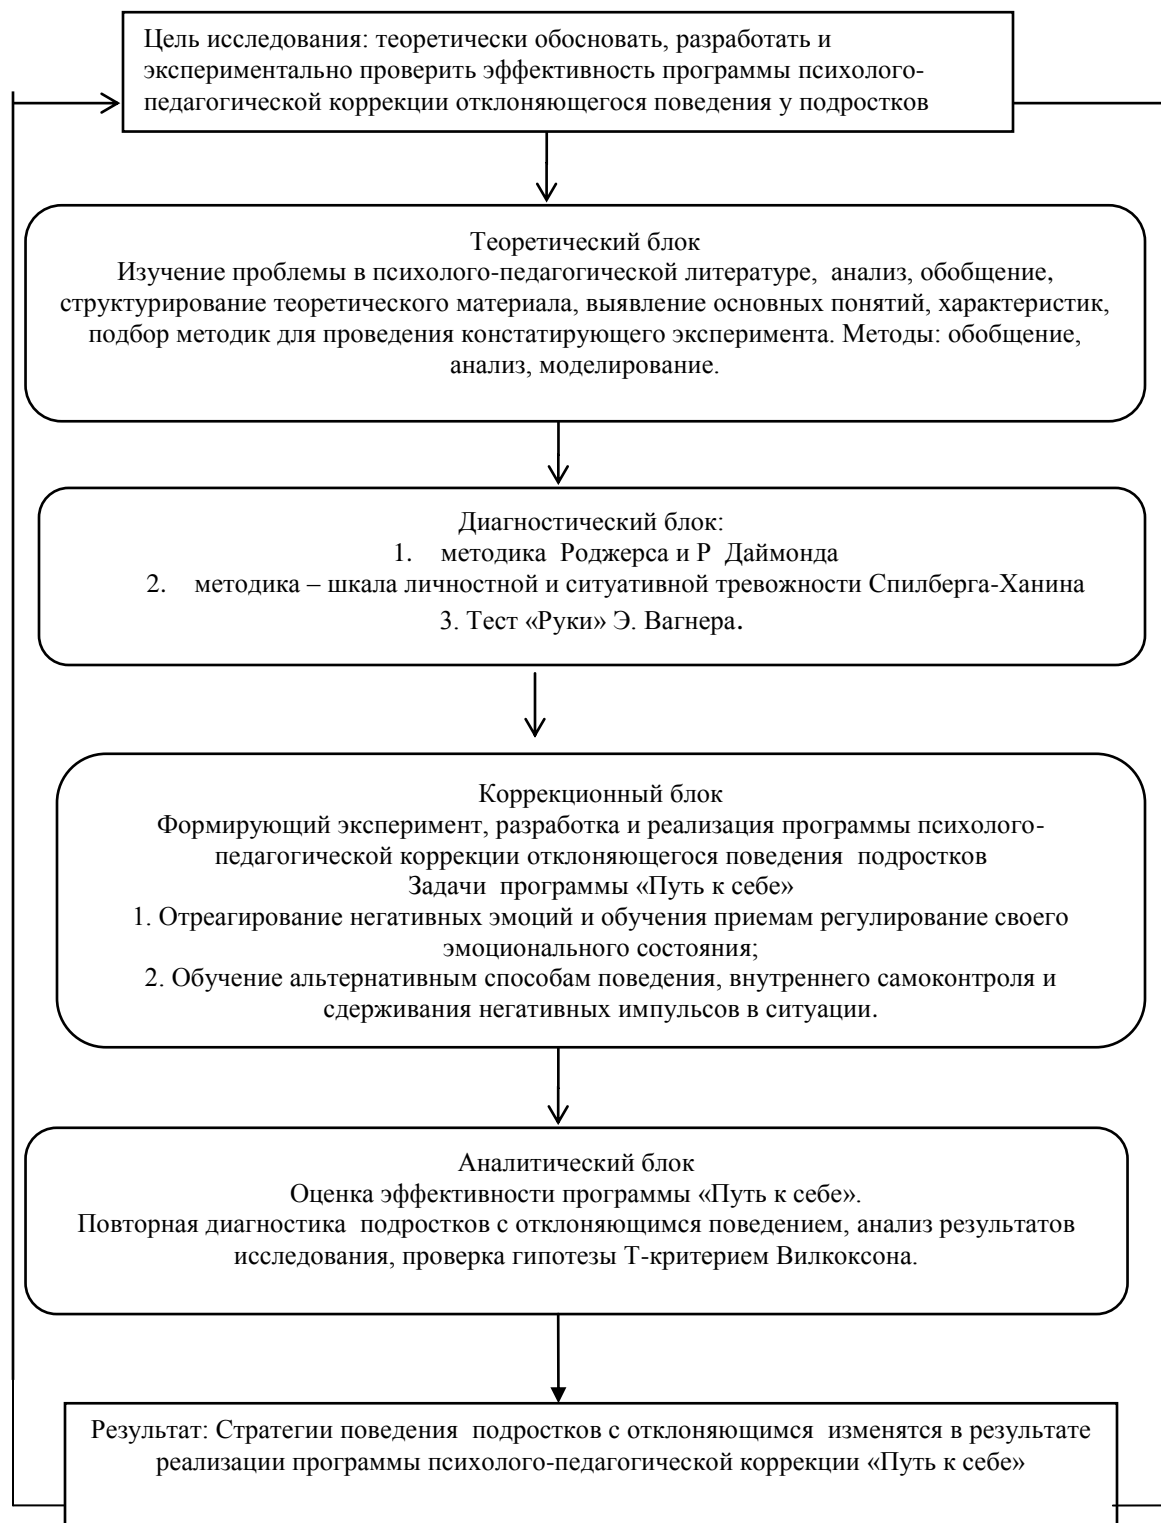 Цель исследования: теоретически обосновать, разработать и
экспериментально проверить эффективность программы психолого-
педагогической коррекции отклоняющегося поведения у подростков
Теоретический блок
Изучение проблемы в психолого-педагогической литературе, анализ, обобщение,
структурирование теоретического материала, выявление основных понятий, характеристик,
подбор методик для проведения констатирующего эксперимента. Методы: обобщение,
анализ, моделирование.
Диагностический блок:
1. методика Роджерса и Р Даймонда
2. методика – шкала личностной и ситуативной тревожности Спилберга-Ханина
3. Тест «Руки» Э. Вагнера.
Коррекционный блок
Формирующий эксперимент, разработка и реализация программы психолого-
педагогической коррекции отклоняющегося поведения подростков
Задачи программы «Путь к себе»
1. Отреагирование негативных эмоций и обучения приемам регулирование своего
эмоционального состояния;
2. Обучение альтернативным способам поведения, внутреннего самоконтроля и
сдерживания негативных импульсов в ситуации.
Аналитический блок
Оценка эффективности программы «Путь к себе».
Повторная диагностика подростков с отклоняющимся поведением, анализ результатов
исследования, проверка гипотезы Т-критерием Вилкоксона.
Результат: Стратегии поведения подростков с отклоняющимся изменятся в результате
реализации программы психолого-педагогической коррекции «Путь к себе»